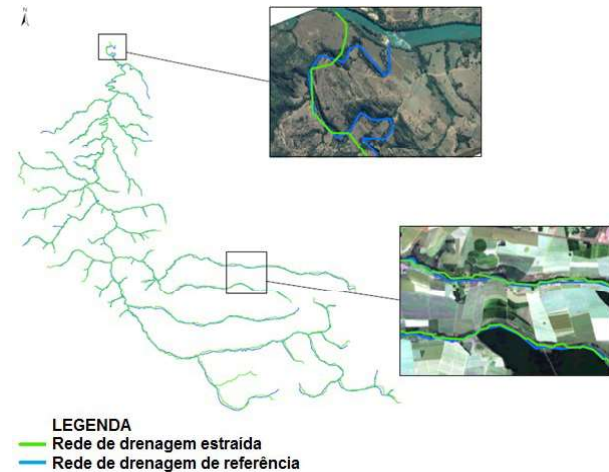 N
LEGENDA
Rede de drenagem estraída
Rede de drenagem de referência